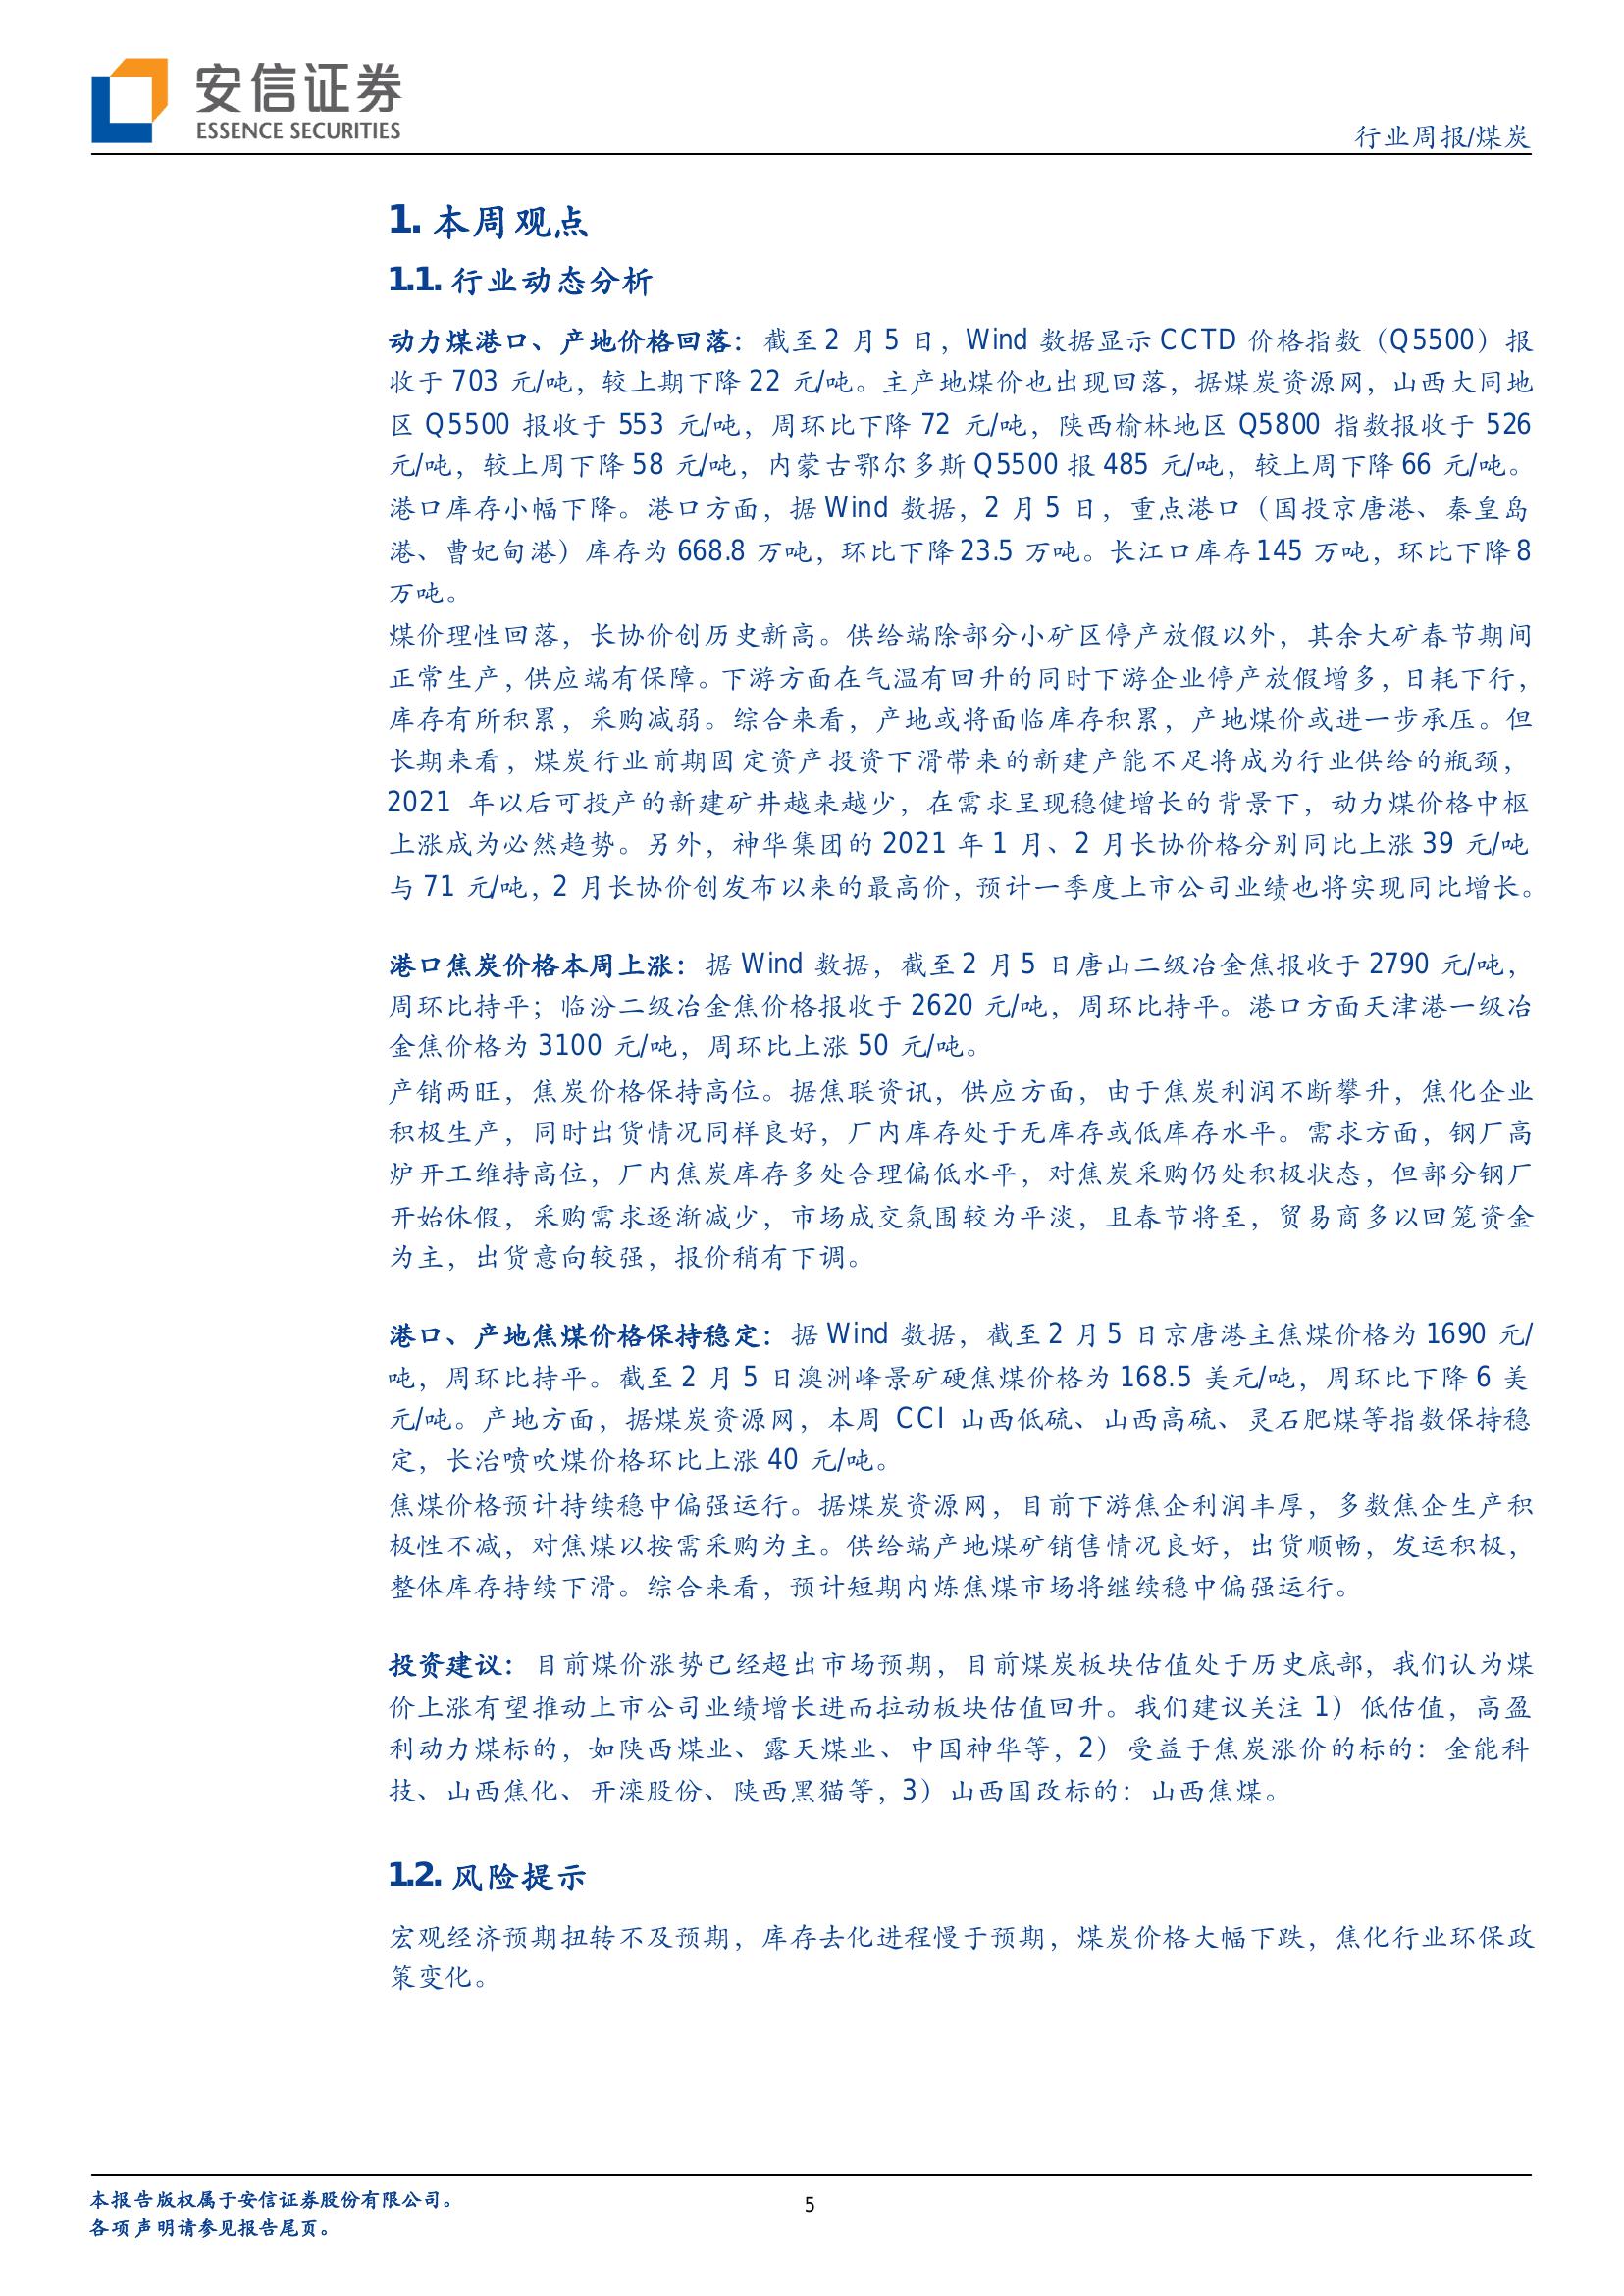 安信证券
ESSENCE SECURITIES
行业周报/煤炭
1. 本周观点
1.1. 行业动态分析
动力煤港口、产地价格回落：截至 2 月 5 日，Wind 数据显示 CCTD 价格指数（Q5500）报
收于 703 元/吨，较上期下降 22 元/吨。主产地煤价也出现回落，据煤炭资源网，山西大同地
区 Q5500 报收于 553 元/吨，周环比下降 72 元/吨，陕西榆林地区 Q5800 指数报收于 526
元/吨，较上周下降 58 元/吨，内蒙古鄂尔多斯 Q5500 报 485 元/吨，较上周下降 66 元/吨。
港口库存小幅下降。港口方面，据 Wind 数据，2 月 5 日，重点港口（国投京唐港、秦皇岛
港、曹妃甸港）库存为 668.8 万吨，环比下降 23.5 万吨。长江口库存 145 万吨，环比下降 8
万吨。
煤价理性回落，长协价创历史新高。供给端除部分小矿区停产放假以外，其余大矿春节期间
正常生产，供应端有保障。下游方面在气温有回升的同时下游企业停产放假增多，日耗下行，
库存有所积累，采购减弱。综合来看，产地或将面临库存积累，产地煤价或进一步承压。但
长期来看，煤炭行业前期固定资产投资下滑带来的新建产能不足将成为行业供给的瓶颈，
2021 年以后可投产的新建矿井越来越少，在需求呈现稳健增长的背景下，动力煤价格中枢
上涨成为必然趋势。另外，神华集团的 2021 年 1 月、2 月长协价格分别同比上涨 39 元/吨
与 71 元/吨，2 月长协价创发布以来的最高价，预计一季度上市公司业绩也将实现同比增长。
港口焦炭价格本周上涨：据 Wind 数据，截至 2 月 5 日唐山二级冶金焦报收于 2790 元/吨，
周环比持平；临汾二级冶金焦价格报收于 2620 元/吨，周环比持平。港口方面天津港一级冶
金焦价格为 3100 元/吨，周环比上涨 50 元/吨。
产销两旺，焦炭价格保持高位。据焦联资讯，供应方面，由于焦炭利润不断攀升，焦化企业
积极生产，同时出货情况同样良好，厂内库存处于无库存或低库存水平。需求方面，钢厂高
炉开工维持高位，厂内焦炭库存多处合理偏低水平，对焦炭采购仍处积极状态，但部分钢厂
开始休假，采购需求逐渐减少，市场成交氛围较为平淡，且春节将至，贸易商多以回笼资金
为主，出货意向较强，报价稍有下调。
港口、产地焦煤价格保持稳定：据 Wind 数据，截至 2 月 5 日京唐港主焦煤价格为 1690 元/
吨，周环比持平。截至 2 月 5 日澳洲峰景矿硬焦煤价格为 168.5 美元/吨，周环比下降 6 美
元/吨。产地方面，据煤炭资源网，本周 CCI 山西低硫、山西高硫、灵石肥煤等指数保持稳
定，长治喷吹煤价格环比上涨 40 元/吨。
焦煤价格预计持续稳中偏强运行。据煤炭资源网，目前下游焦企利润丰厚，多数焦企生产积
极性不减，对焦煤以按需采购为主。供给端产地煤矿销售情况良好，出货顺畅，发运积极，
整体库存持续下滑。综合来看，预计短期内炼焦煤市场将继续稳中偏强运行。
投资建议：目前煤价涨势已经超出市场预期，目前煤炭板块估值处于历史底部，我们认为煤
价上涨有望推动上市公司业绩增长进而拉动板块估值回升。我们建议关注 1）低估值，高盈
利动力煤标的，如陕西煤业、露天煤业、中国神华等，2）受益于焦炭涨价的标的：金能科
技、山西焦化、开滦股份、陕西黑猫等，3）山西国改标的：山西焦煤。
1.2. 风险提示
宏观经济预期扭转不及预期，库存去化进程慢于预期，煤炭价格大幅下跌，焦化行业环保政
策变化。
本报告版权属于安信证券股份有限公司。
各项声明请参见报告尾页。
5